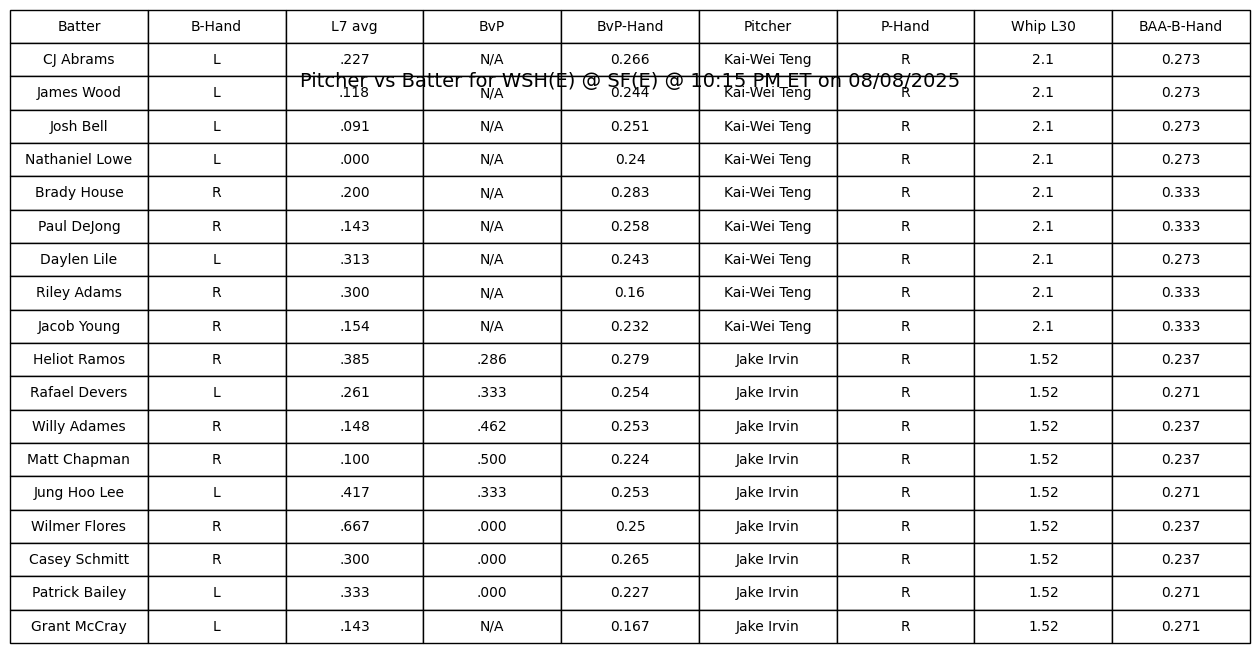 Batter B-Hand L7 avg BvP BvP-Hand Pitcher P-Hand Whip L30 BAA-B-Hand
CJ Abrams L .227 N/A 0.266 Kai-Wei Teng R 2.1 0.273
Pitcher vs Batter for WSH(E) @ SF(E) @ 10:15 PM ET on 08/08/2025
James Wood L .118 N/A 0.244 Kai-Wei Teng R 2.1 0.273
Josh Bell L .091 N/A 0.251 Kai-Wei Teng R 2.1 0.273
Nathaniel Lowe L .000 N/A 0.24 Kai-Wei Teng R 2.1 0.273
Brady House R .200 N/A 0.283 Kai-Wei Teng R 2.1 0.333
Paul DeJong R .143 N/A 0.258 Kai-Wei Teng R 2.1 0.333
Daylen Lile L .313 N/A 0.243 Kai-Wei Teng R 2.1 0.273
Riley Adams R .300 N/A 0.16 Kai-Wei Teng R 2.1 0.333
Jacob Young R .154 N/A 0.232 Kai-Wei Teng R 2.1 0.333
Heliot Ramos R .385 .286 0.279 Jake Irvin R 1.52 0.237
Rafael Devers L .261 .333 0.254 Jake Irvin R 1.52 0.271
Willy Adames R .148 .462 0.253 Jake Irvin R 1.52 0.237
Matt Chapman R .100 .500 0.224 Jake Irvin R 1.52 0.237
Jung Hoo Lee L .417 .333 0.253 Jake Irvin R 1.52 0.271
Wilmer Flores R .667 .000 0.25 Jake Irvin R 1.52 0.237
Casey Schmitt R .300 .000 0.265 Jake Irvin R 1.52 0.237
Patrick Bailey L .333 .000 0.227 Jake Irvin R 1.52 0.271
Grant McCray L .143 N/A 0.167 Jake Irvin R 1.52 0.271